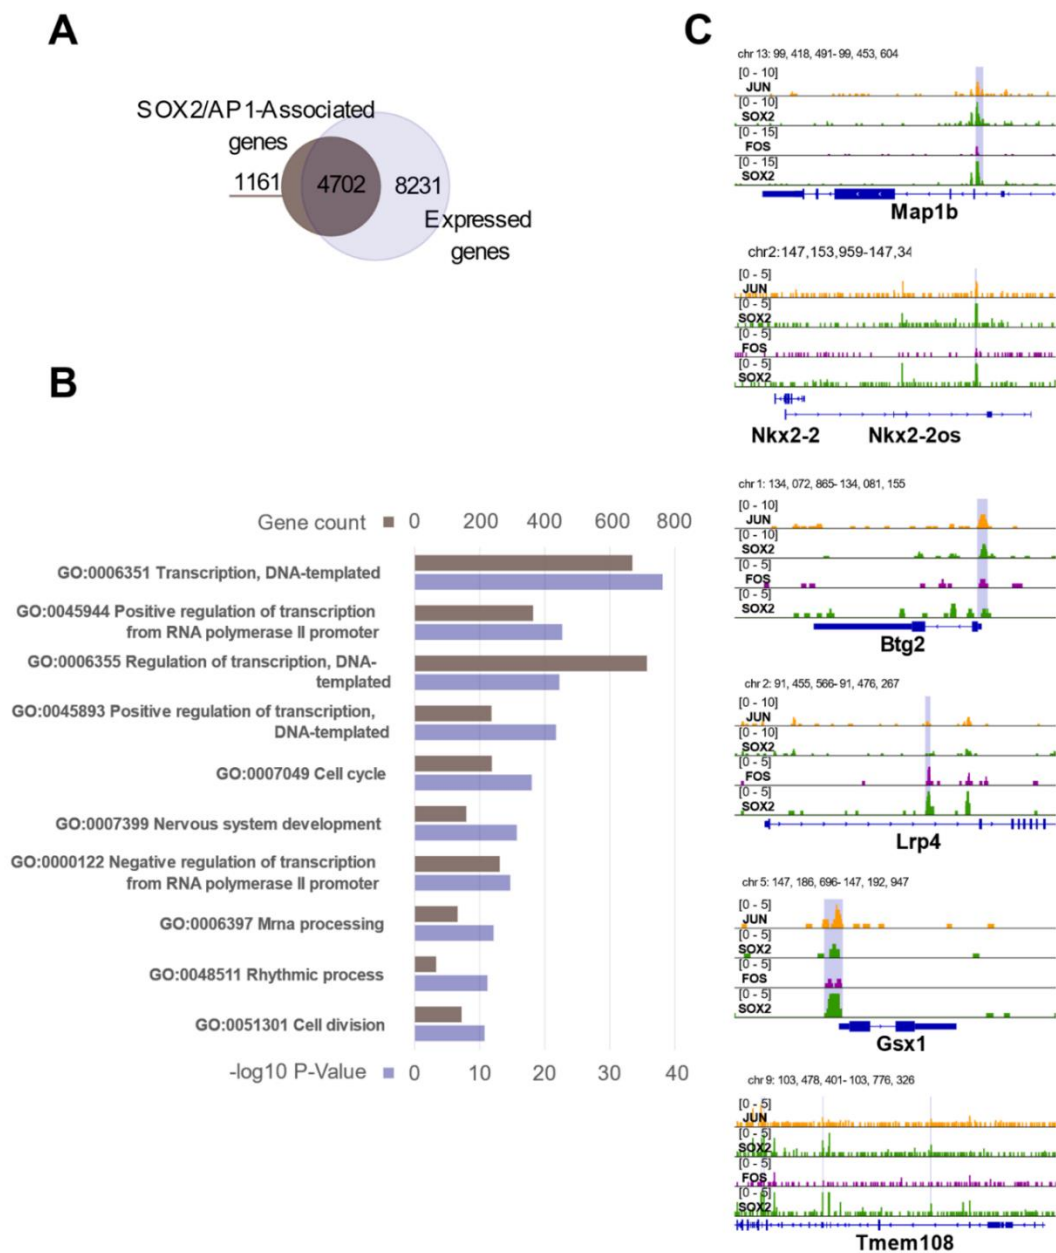 A
SOX2/AP1-Associated
genes
1161
4702
8231
Expressed
genes
B
Gene count
0
200
400
600
800
GO:0006351 Transcription, DNA-templated
GO:0045944 Positive regulation of transcription
from RNA polymerase II promoter
GO:0006355 Regulation of transcription, DNA-
templated
GO:0045893 Positive regulation of transcription,
DNA-templated
GO:0007049 Cell cycle
GO:0007399 Nervous system development
GO:0000122 Negative regulation of transcription
from RNA polymerase II promoter
GO:0006397 Mrna processing
GO:0048511 Rhythmic process
GO:0051301 Cell division
-log10 P-Value
0
10
20
30
40
C
chr 13: 99, 418, 491- 99, 453, 604
[0 - 10]
JUN
[0 - 10]
SOX2
[0 - 15]
FOS
[0 - 15]
SOX2
Map1b
chr2:147,153,959-147,34
[0 - 5]
JUN
[0 - 5]
SOX2
[0 - 5]
FOS
[0 - 5]
SOX2
Nkx2-2
Nkx2-2os
chr 1: 134, 072, 865- 134, 081, 155
[0 - 10]
JUN
[0 - 10]
SOX2
[0 - 5]
FOS
[0 - 5]
SOX2
Btg2
chr 2: 91, 455, 566- 91, 476, 267
[0 - 10]
JUN
[0 - 10]
SOX2
[0 - 5]
FOS
[0 - 5]
SOX2
Lrp4
chr 5: 147, 186, 696- 147, 192, 947
[0 - 5]
JUN
[0 - 5]
SOX2
[0 - 5]
FOS
[0 - 5]
SOX2
Gsx1
chr 9: 103, 478, 401- 103, 776, 326
[0 - 5]
JUN
[0 - 5]
SOX2
[0 - 5]
FOS
[0 - 5]
SOX2
Tmem108